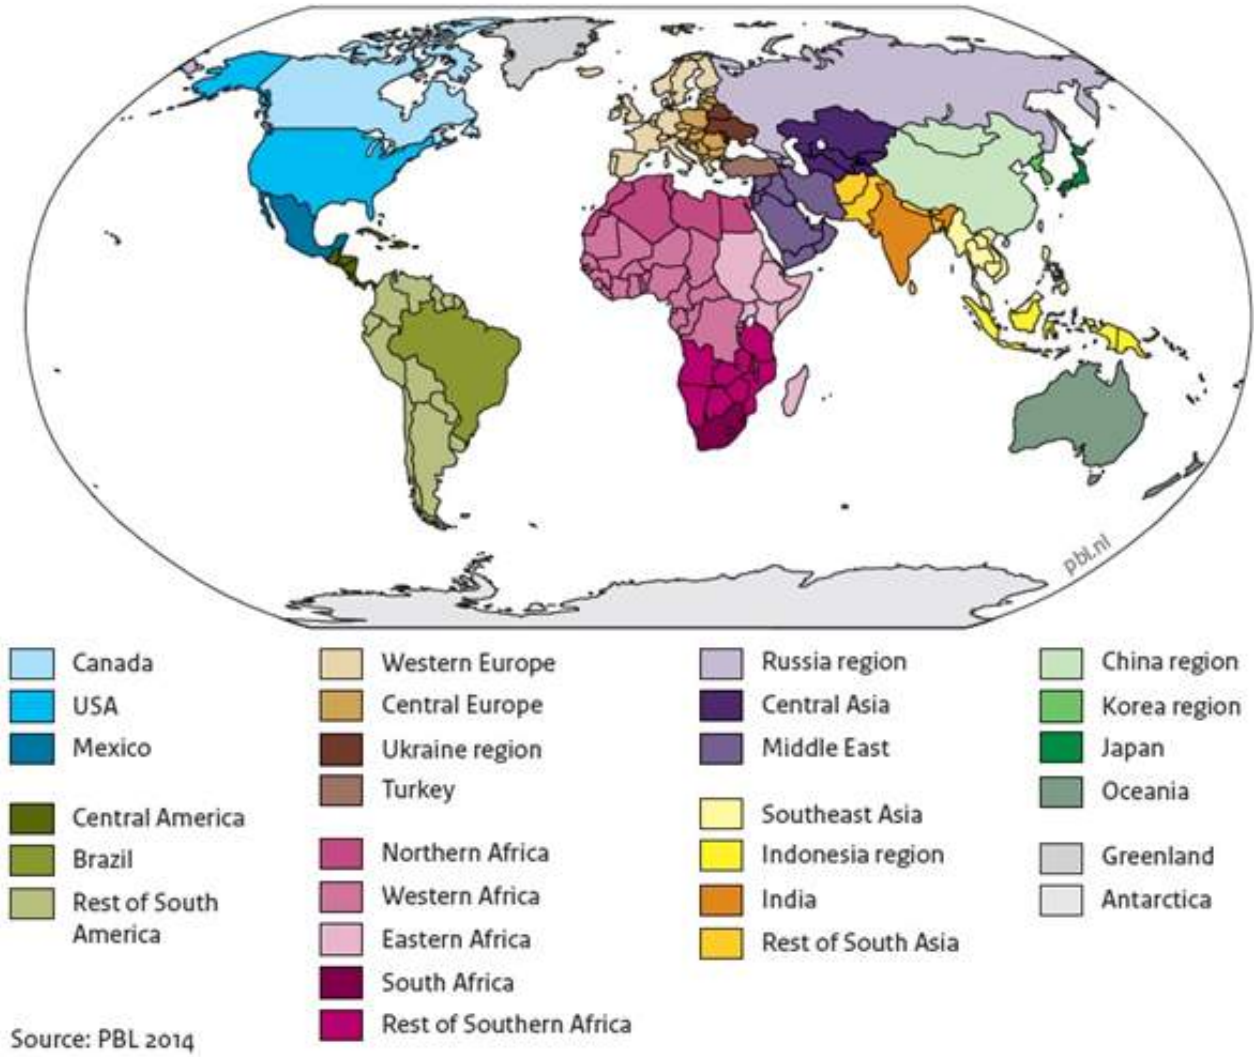 pbl.nl
Canada
USA
Mexico
Central America
Brazil
Rest of South
America
Western Europe
Central Europe
Ukraine region
Turkey
Northern Africa
Western Africa
Eastern Africa
South Africa
Rest of Southern Africa
Russia region
Central Asia
Middle East
Southeast Asia
Indonesia region
India
Rest of South Asia
China region
Korea region
Japan
Oceania
Greenland
Antarctica
Source: PBL 2014